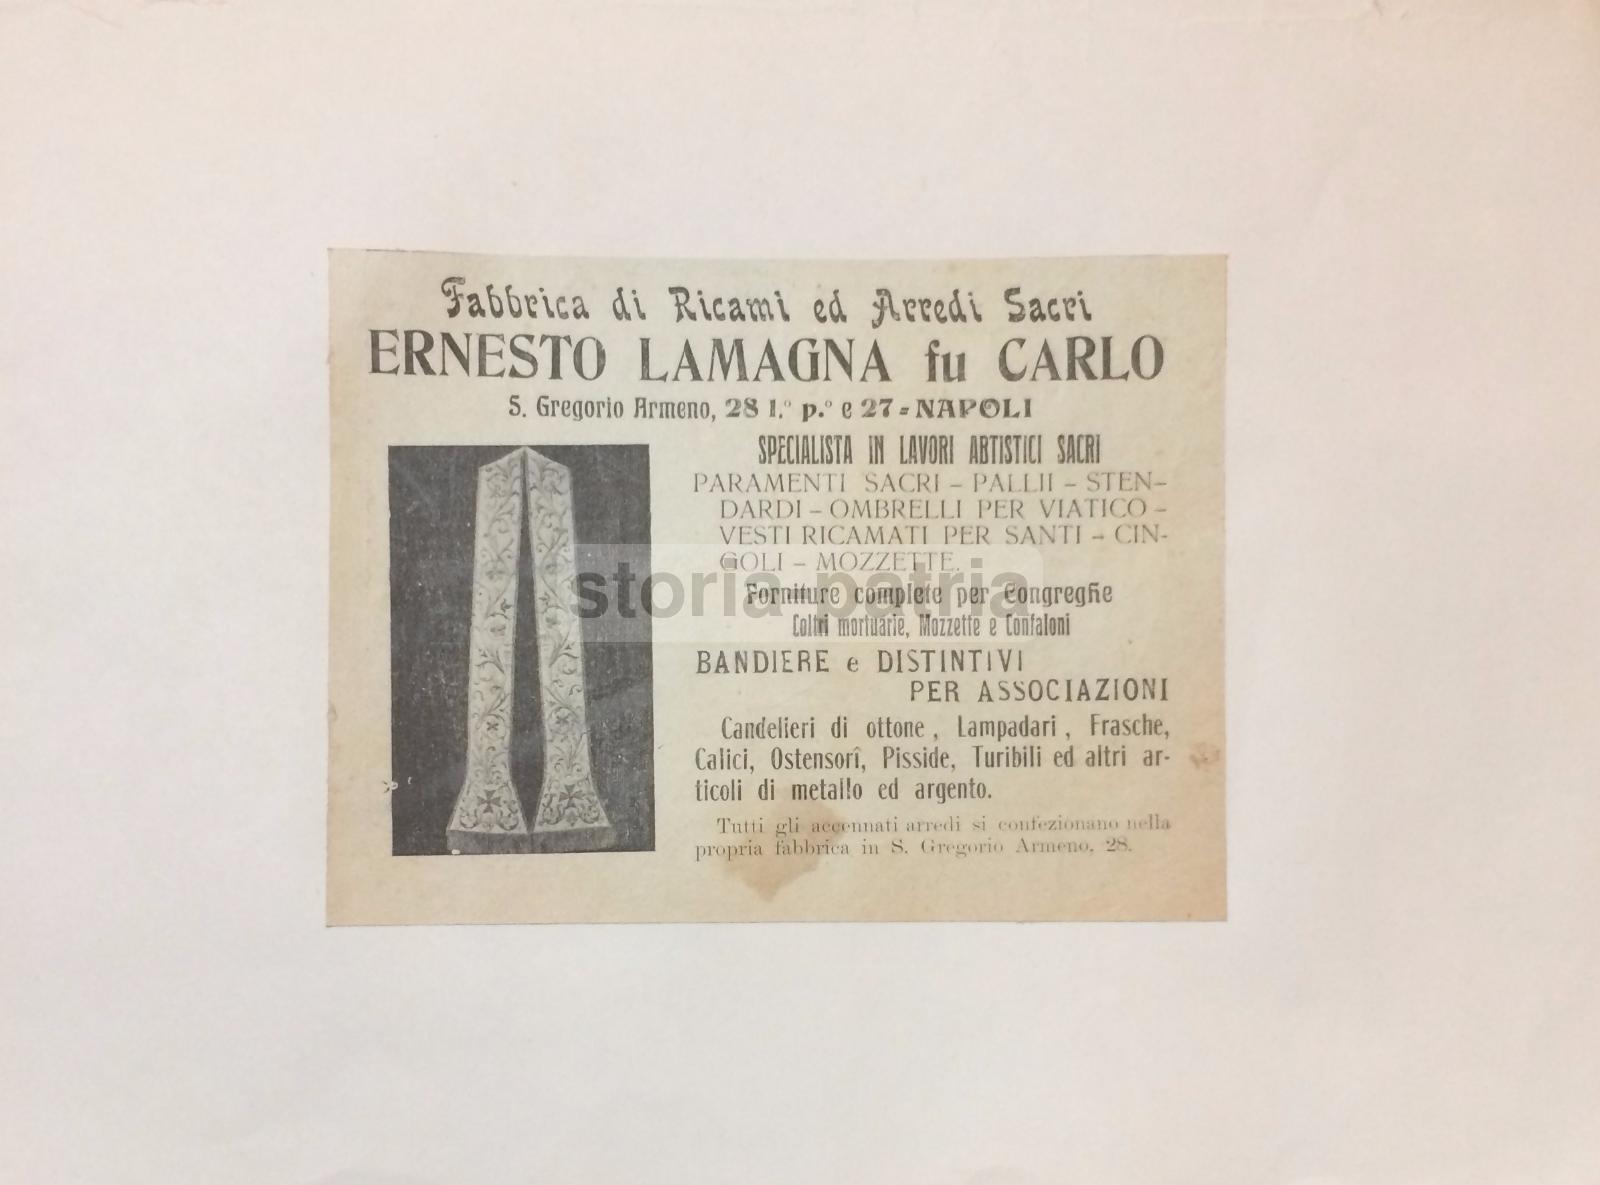 Fabbrica di Ricami ed Arredi Sacri
ERNESTO LAMAGNA fu CARLO
S. Gregorio Armeno, 28 1.º p.º e 27 = NAPOLI
SPECIALISTA IN LAVORI ARTISTICI SACRI
PARAMENTI SACRI – PALLII – STEN-
DARDI – OMBRELLI PER VIATICO –
VESTI RICAMATI PER SANTI – CIN-
GOLI – MOZZETTE.
storia patria
Forniture complete per Congreghe
Coltri mortuarie, Mozzette e Confaloni
BANDIERE e DISTINTIVI
PER ASSOCIAZIONI
Candelieri di ottone, Lampadari, Frasche,
Calici, Ostensorî, Pisside, Turibili ed altri ar-
ticoli di metallo ed argento.
Tutti gli accennati arredi si confezionano nella
propria fabbrica in S. Gregorio Armeno, 28.